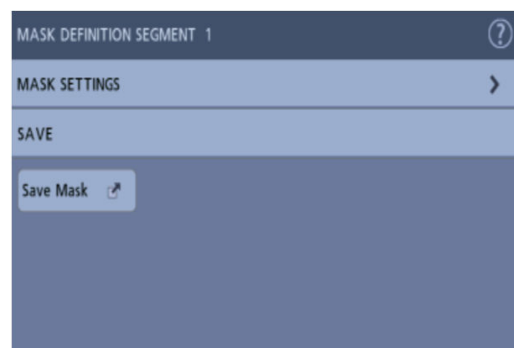 MASK DEFINITION SEGMENT 1
?
MASK SETTINGS
SAVE
Save Mask